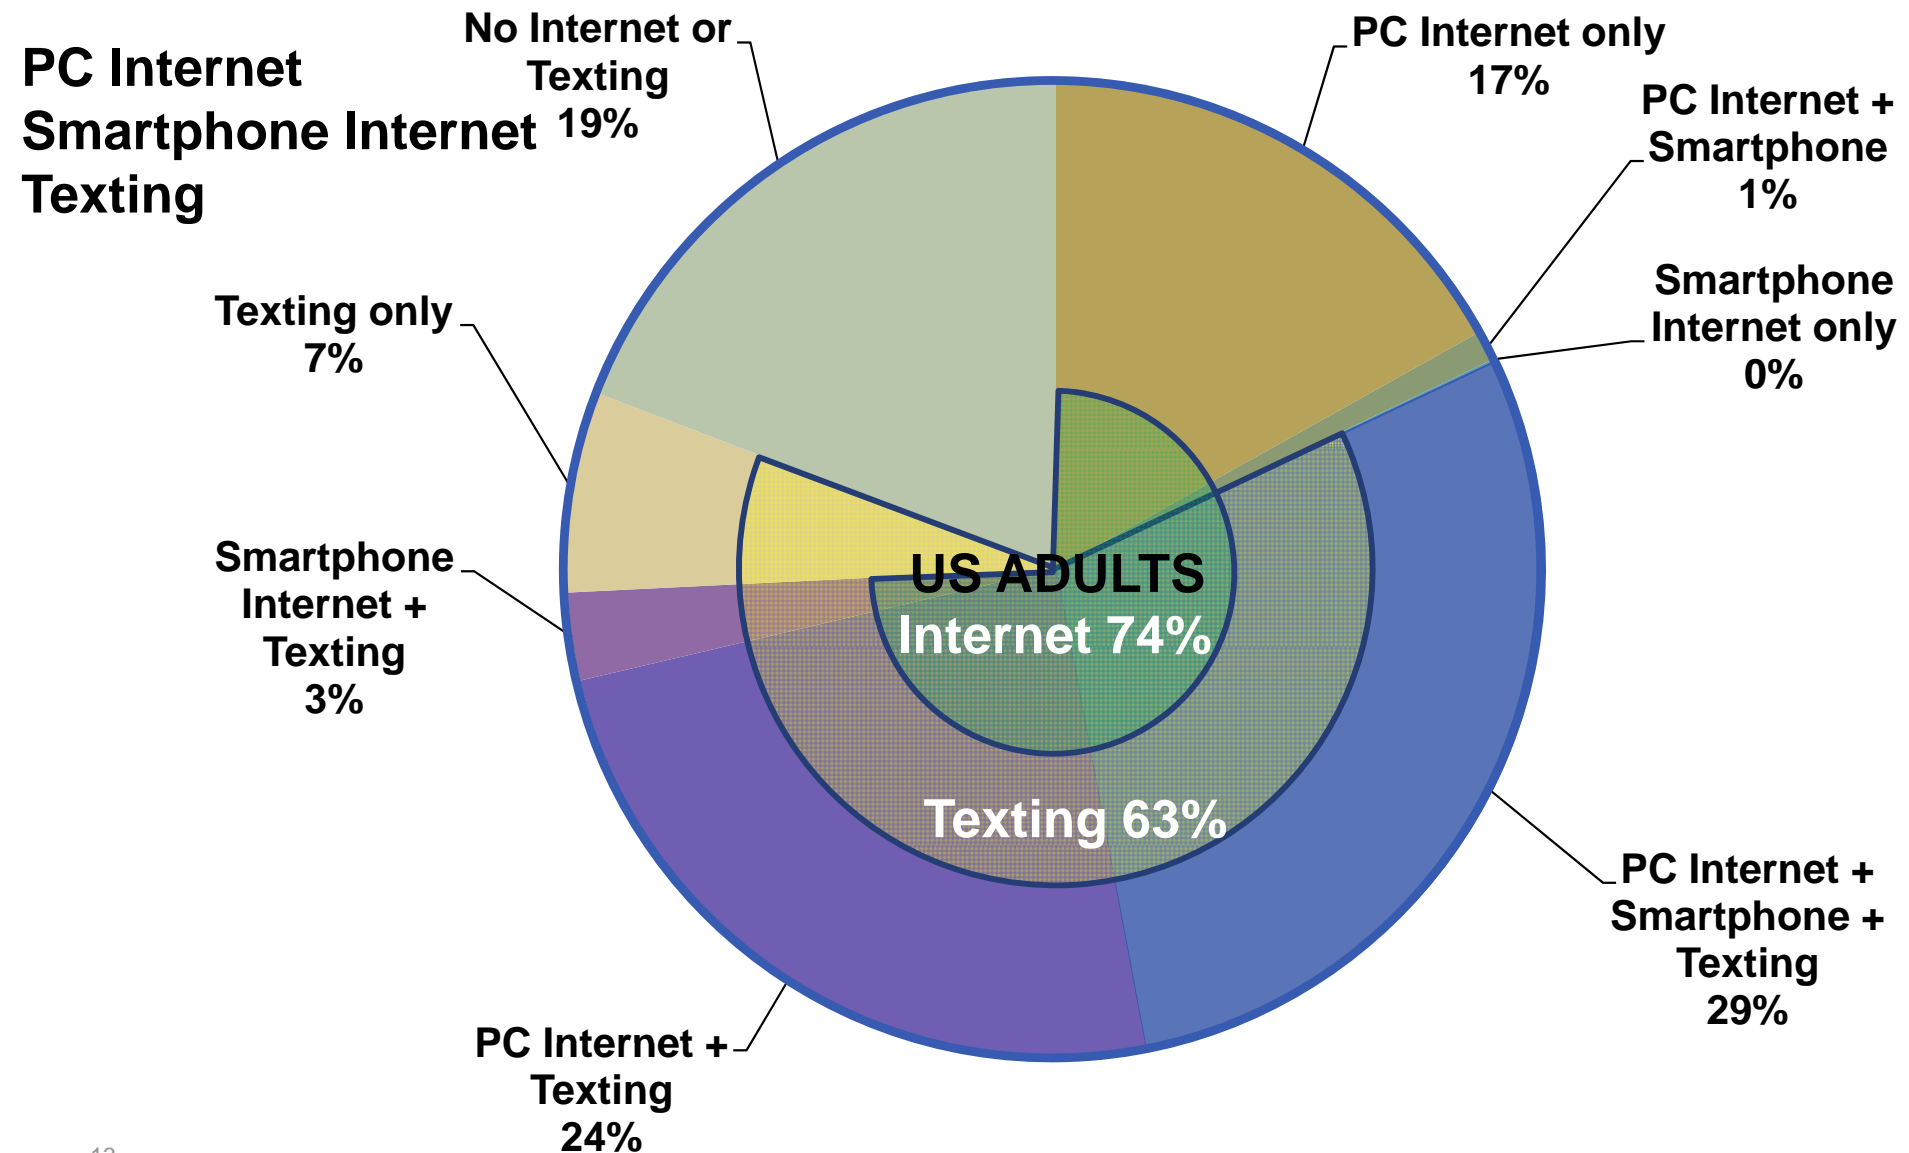 PC Internet
Smartphone Internet
Texting
No Internet or
Texting
19%
PC Internet only
17%
PC Internet +
Smartphone
1%
Smartphone
Internet only
0%
Texting only
7%
Smartphone
Internet +
Texting
3%
US ADULTS
Internet 74%
Texting 63%
PC Internet +
Smartphone +
Texting
29%
PC Internet +
Texting
24%